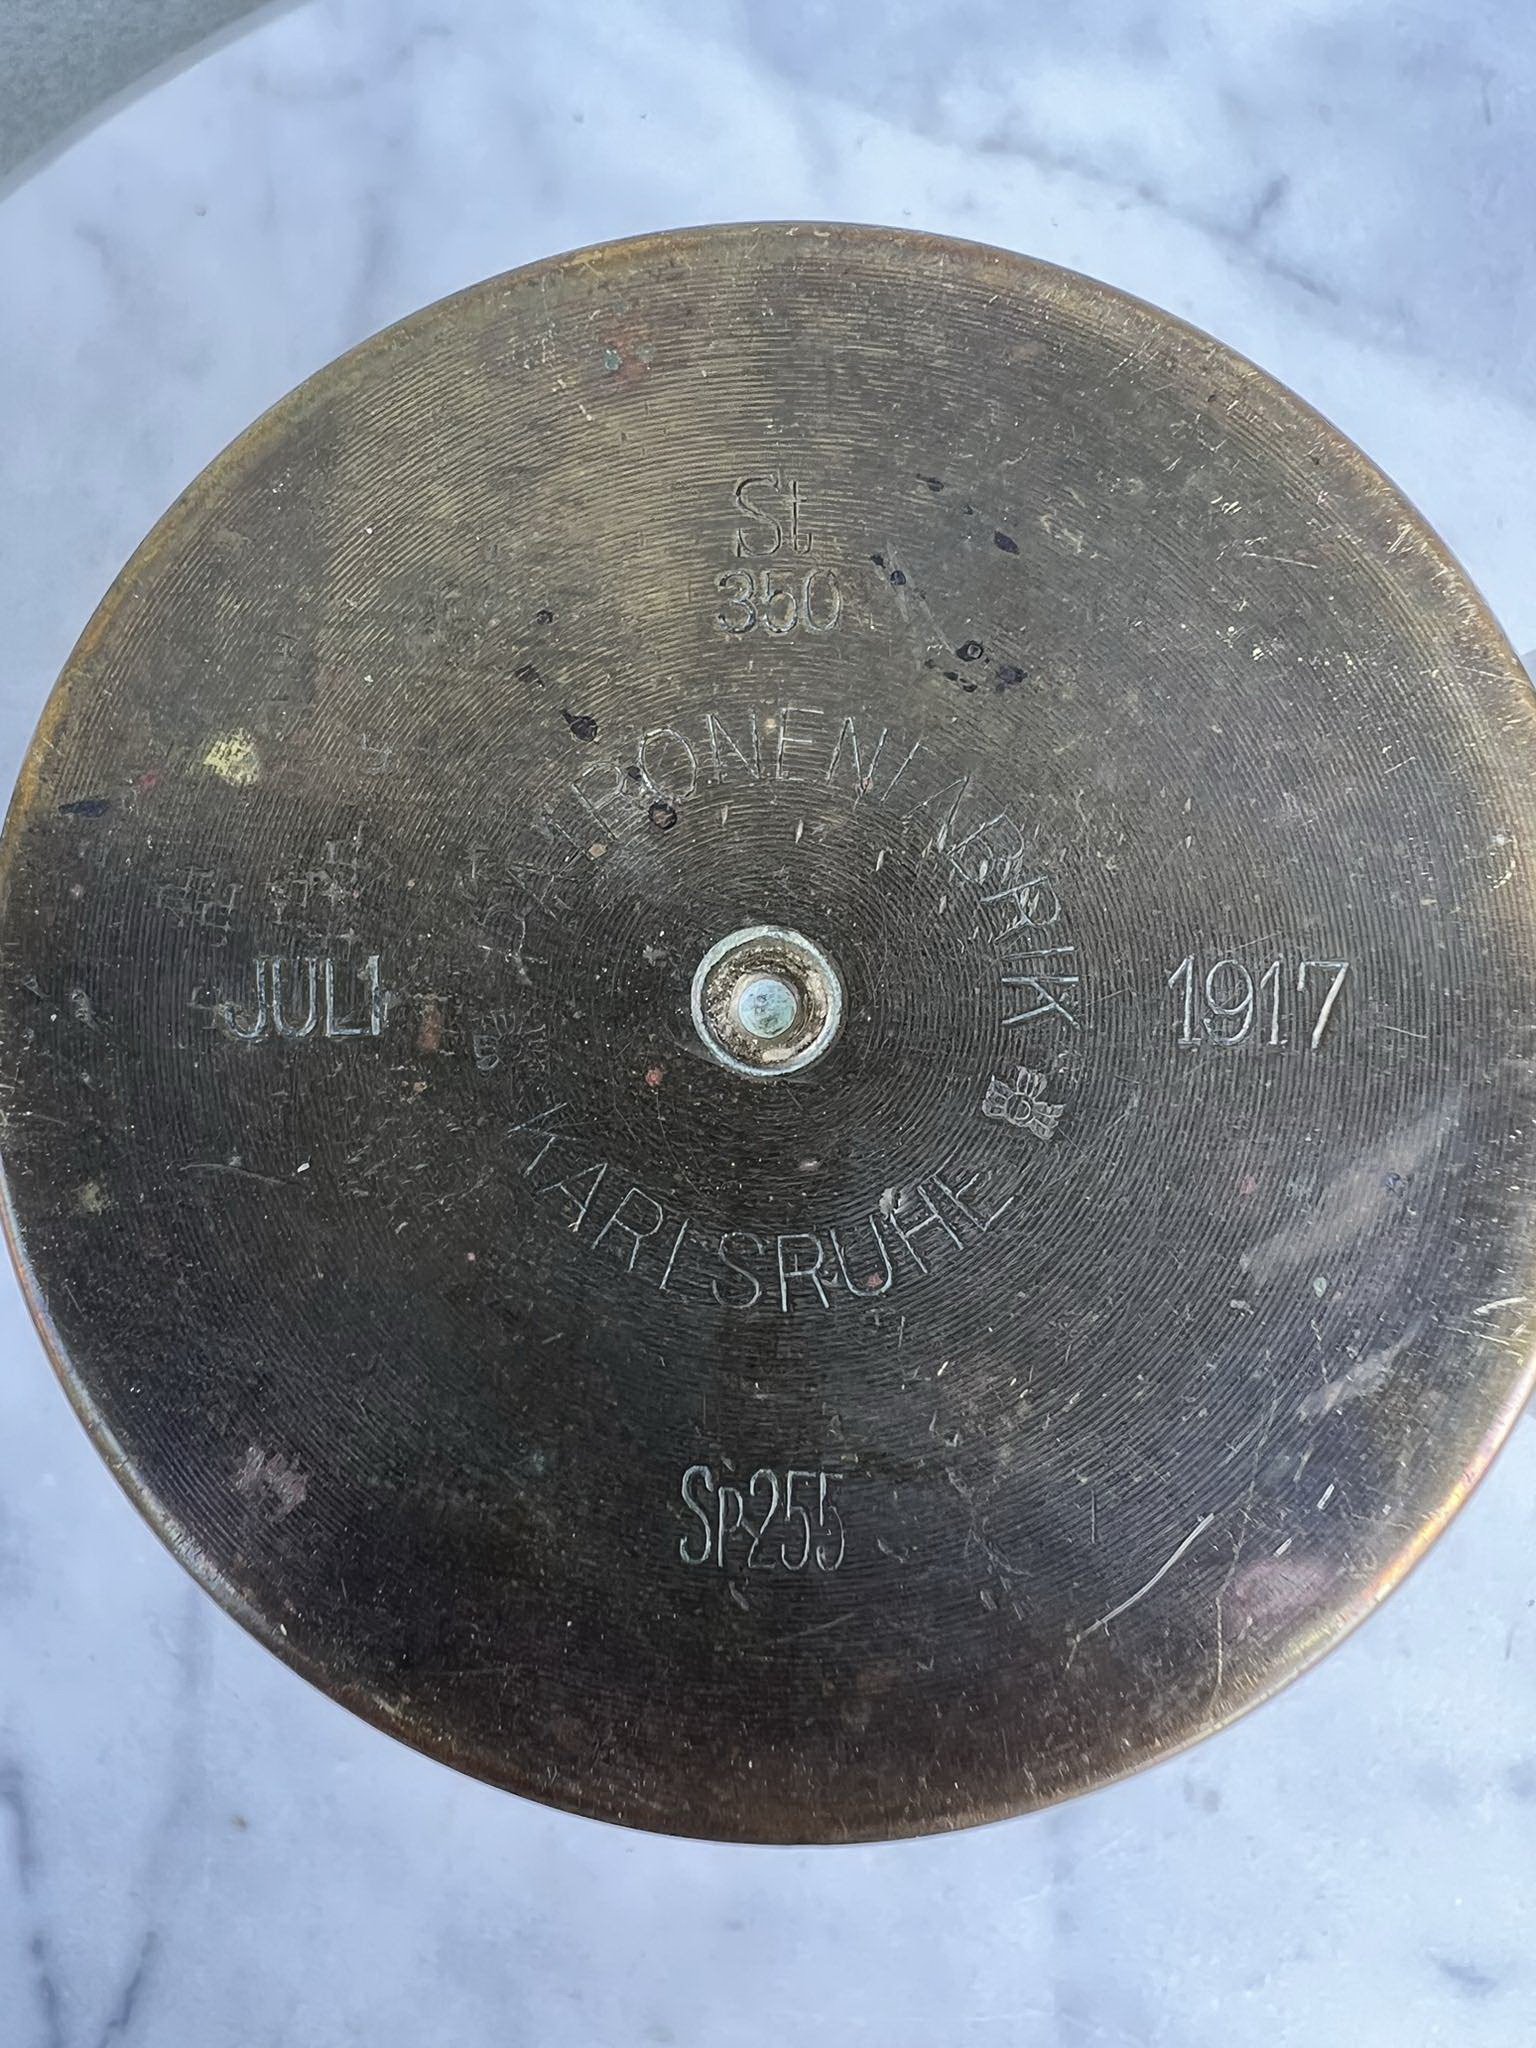 St
350
PATRONENFABRIK
JULI
1917
KARLSRUHE
Sp255